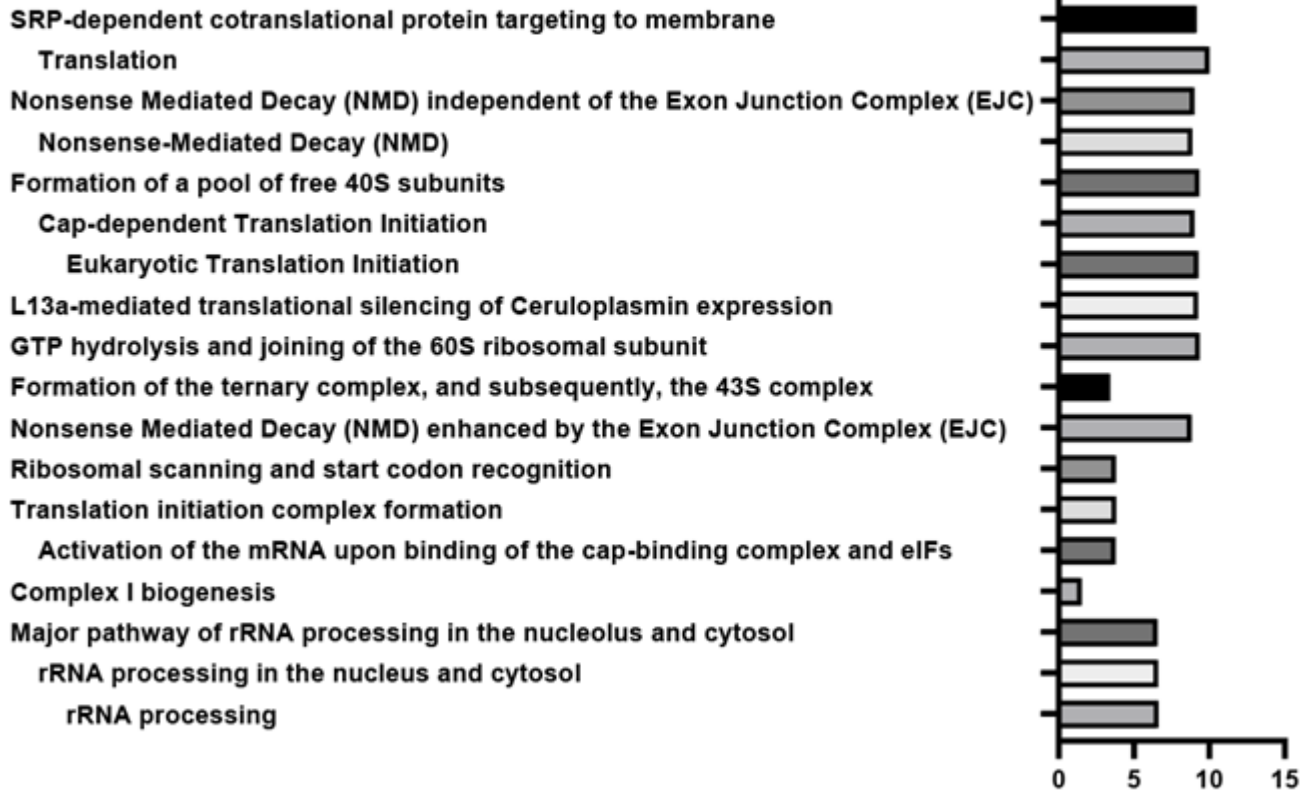 SRP-dependent cotranslational protein targeting to membrane
Translation
Nonsense Mediated Decay (NMD) independent of the Exon Junction Complex (EJC)
Nonsense-Mediated Decay (NMD)
Formation of a pool of free 40S subunits
Cap-dependent Translation Initiation
Eukaryotic Translation Initiation
L13a-mediated translational silencing of Ceruloplasmin expression
GTP hydrolysis and joining of the 60S ribosomal subunit
Formation of the ternary complex, and subsequently, the 43S complex
Nonsense Mediated Decay (NMD) enhanced by the Exon Junction Complex (EJC)
Ribosomal scanning and start codon recognition
Translation initiation complex formation
Activation of the mRNA upon binding of the cap-binding complex and eIFs
Complex I biogenesis
Major pathway of rRNA processing in the nucleolus and cytosol
rRNA processing in the nucleus and cytosol
rRNA processing
0 5 10 15